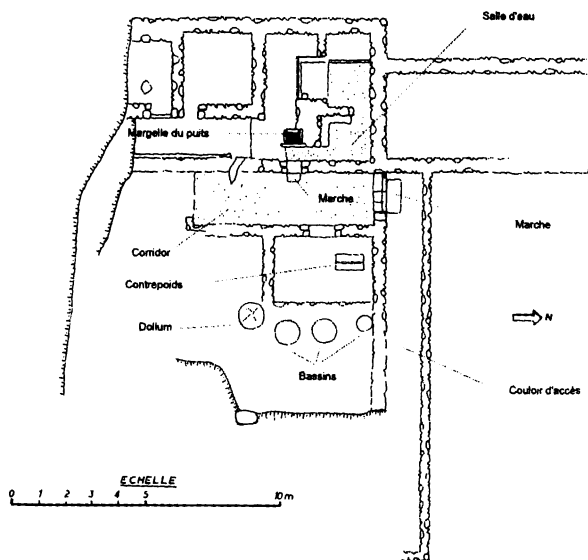 Salle d'eau
Margelle du puits
Marche
Marche
Corridor
Contrepoids
Dolium
Bassins
N
Couloir d'accès
ECHELLE
0 1 2 3 4 5 10 m